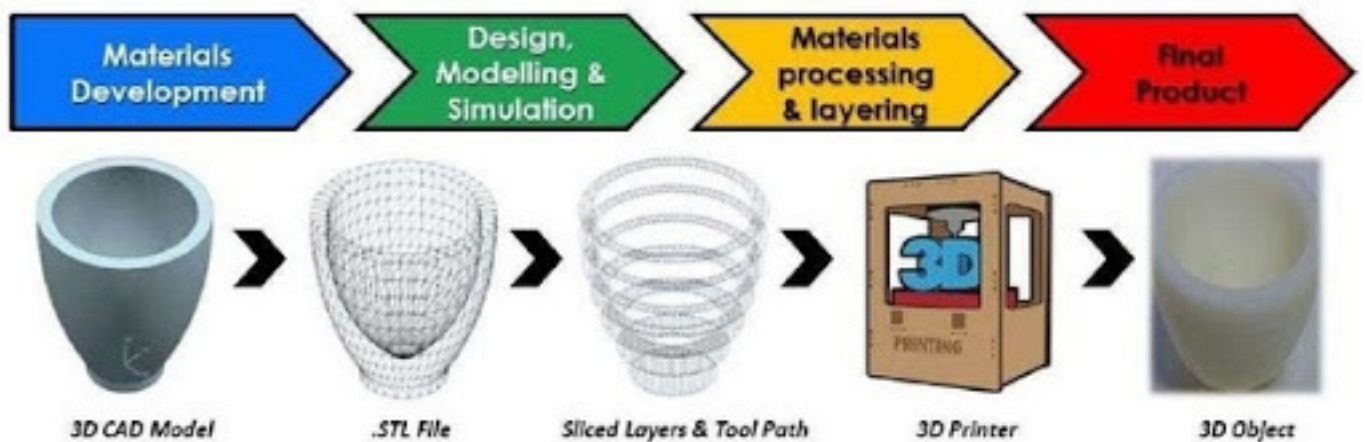 Materials
Development
Design,
Modelling &
Simulation
Materials
processing
& layering
Final
Product
3D
PRINTING
3D CAD Model
.STL File
Sliced Layers & Tool Path
3D Printer
3D Object